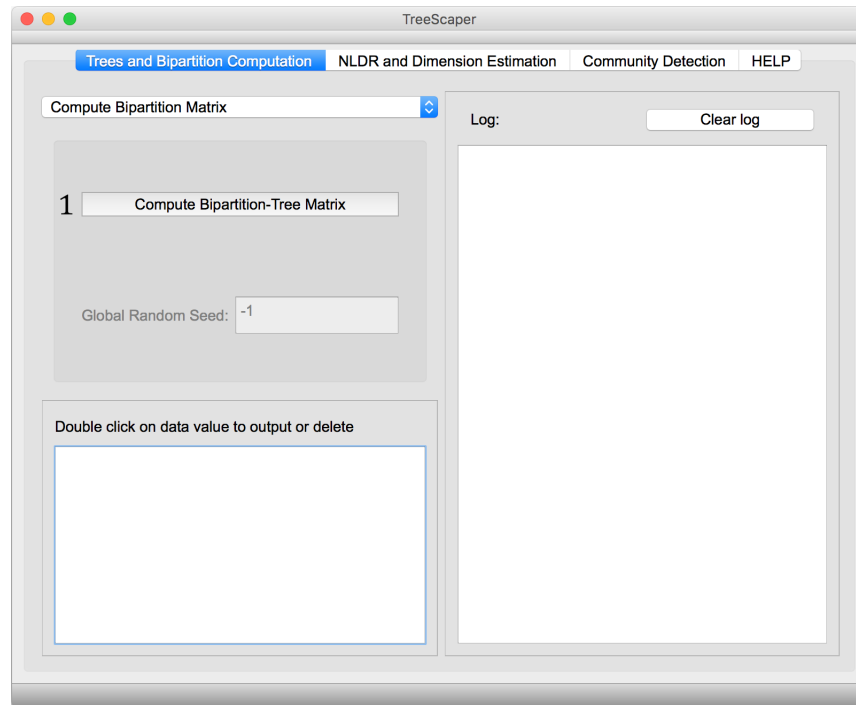 TreeScaper
Trees and Bipartition Computation NLDR and Dimension Estimation Community Detection HELP
Compute Bipartition Matrix
Log: Clear log
1 Compute Bipartition-Tree Matrix
Global Random Seed: -1
Double click on data value to output or delete